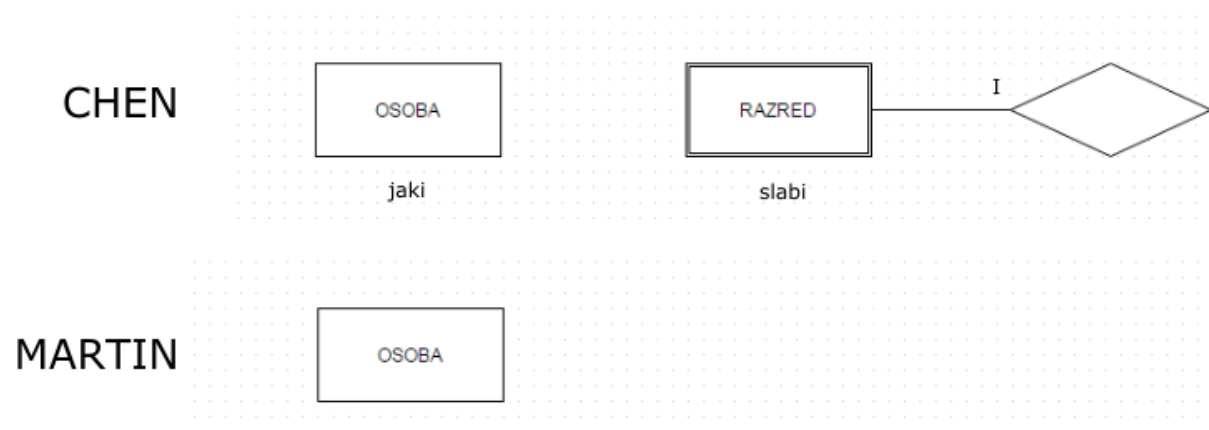 CHEN
OSOBA
RAZRED
I
jaki
slabi
MARTIN
OSOBA